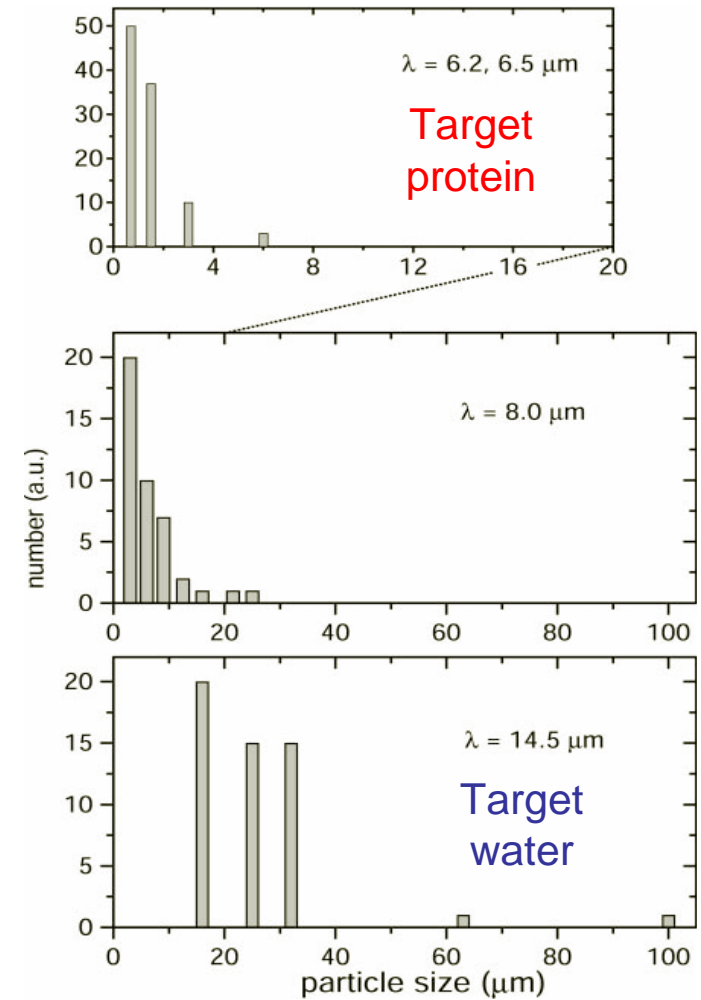 50
40
30
20
10
0
λ = 6.2, 6.5 μm
Target
protein
0 4 8 12 16 20
20
15
10
5
0
λ = 8.0 μm
0 20 40 60 80 100
number (a.u.)
20
15
10
5
0
λ = 14.5 μm
Target
water
0 20 40 60 80 100
particle size (μm)